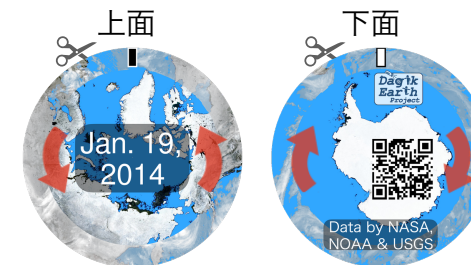 上面
下面
Jan. 19,
2014
Dagik
Earth
Project
Data by NASA,
NOAA & USGS